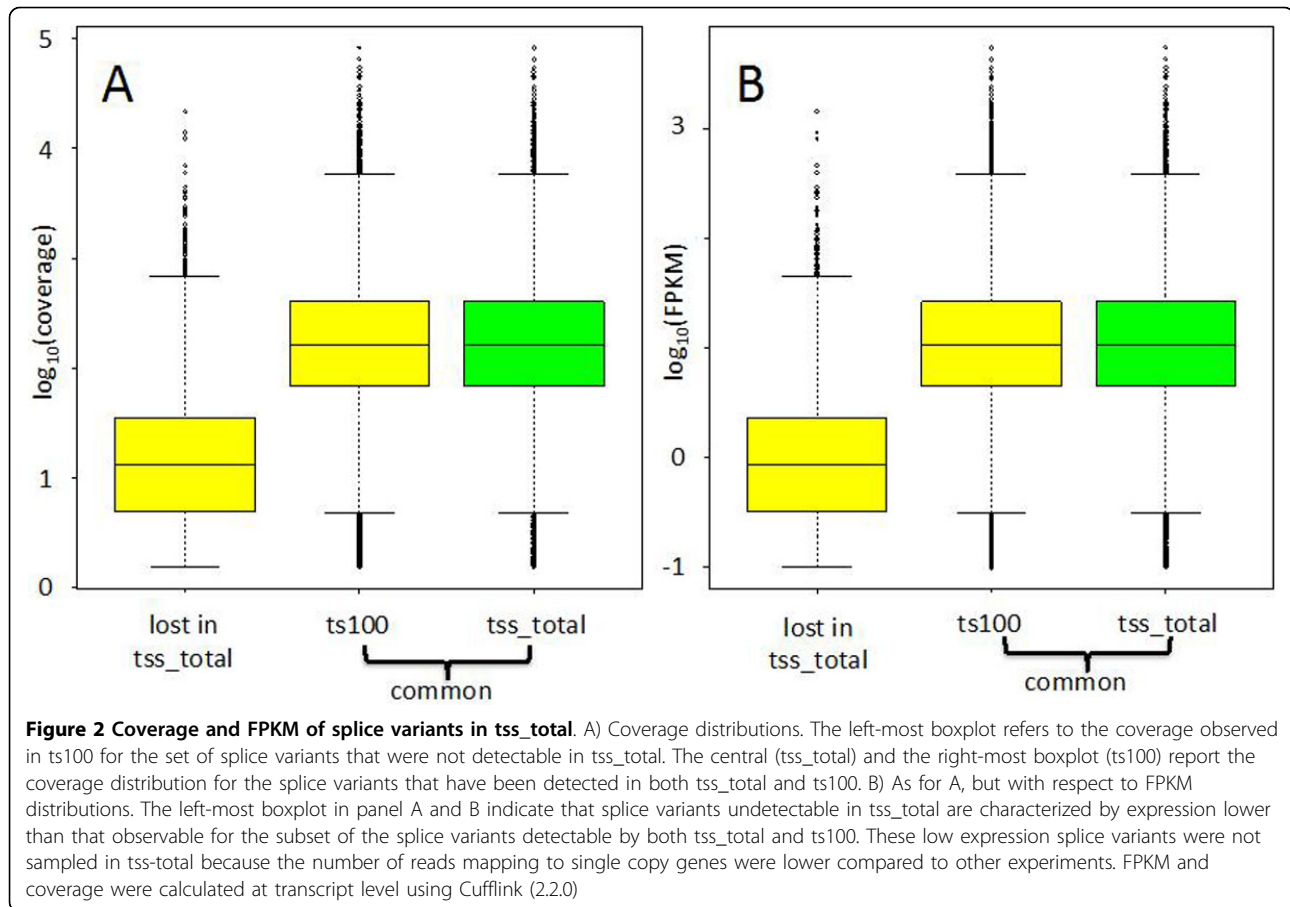 A
5
4
1
0
log10(coverage)
lost in
tss_total
ts100
tss_total
common
B
3
0
-1
log10(FPKM)
lost in
tss_total
ts100
tss_total
common
Figure 2 Coverage and FPKM of splice variants in tss_total. A) Coverage distributions. The left-most boxplot refers to the coverage observed
in ts100 for the set of splice variants that were not detectable in tss_total. The central (tss_total) and the right-most boxplot (ts100) report the
coverage distribution for the splice variants that have been detected in both tss_total and ts100. B) As for A, but with respect to FPKM
distributions. The left-most boxplot in panel A and B indicate that splice variants undetectable in tss_total are characterized by expression lower
than that observable for the subset of the splice variants detectable by both tss_total and ts100. These low expression splice variants were not
sampled in tss-total because the number of reads mapping to single copy genes were lower compared to other experiments. FPKM and
coverage were calculated at transcript level using Cufflink (2.2.0)